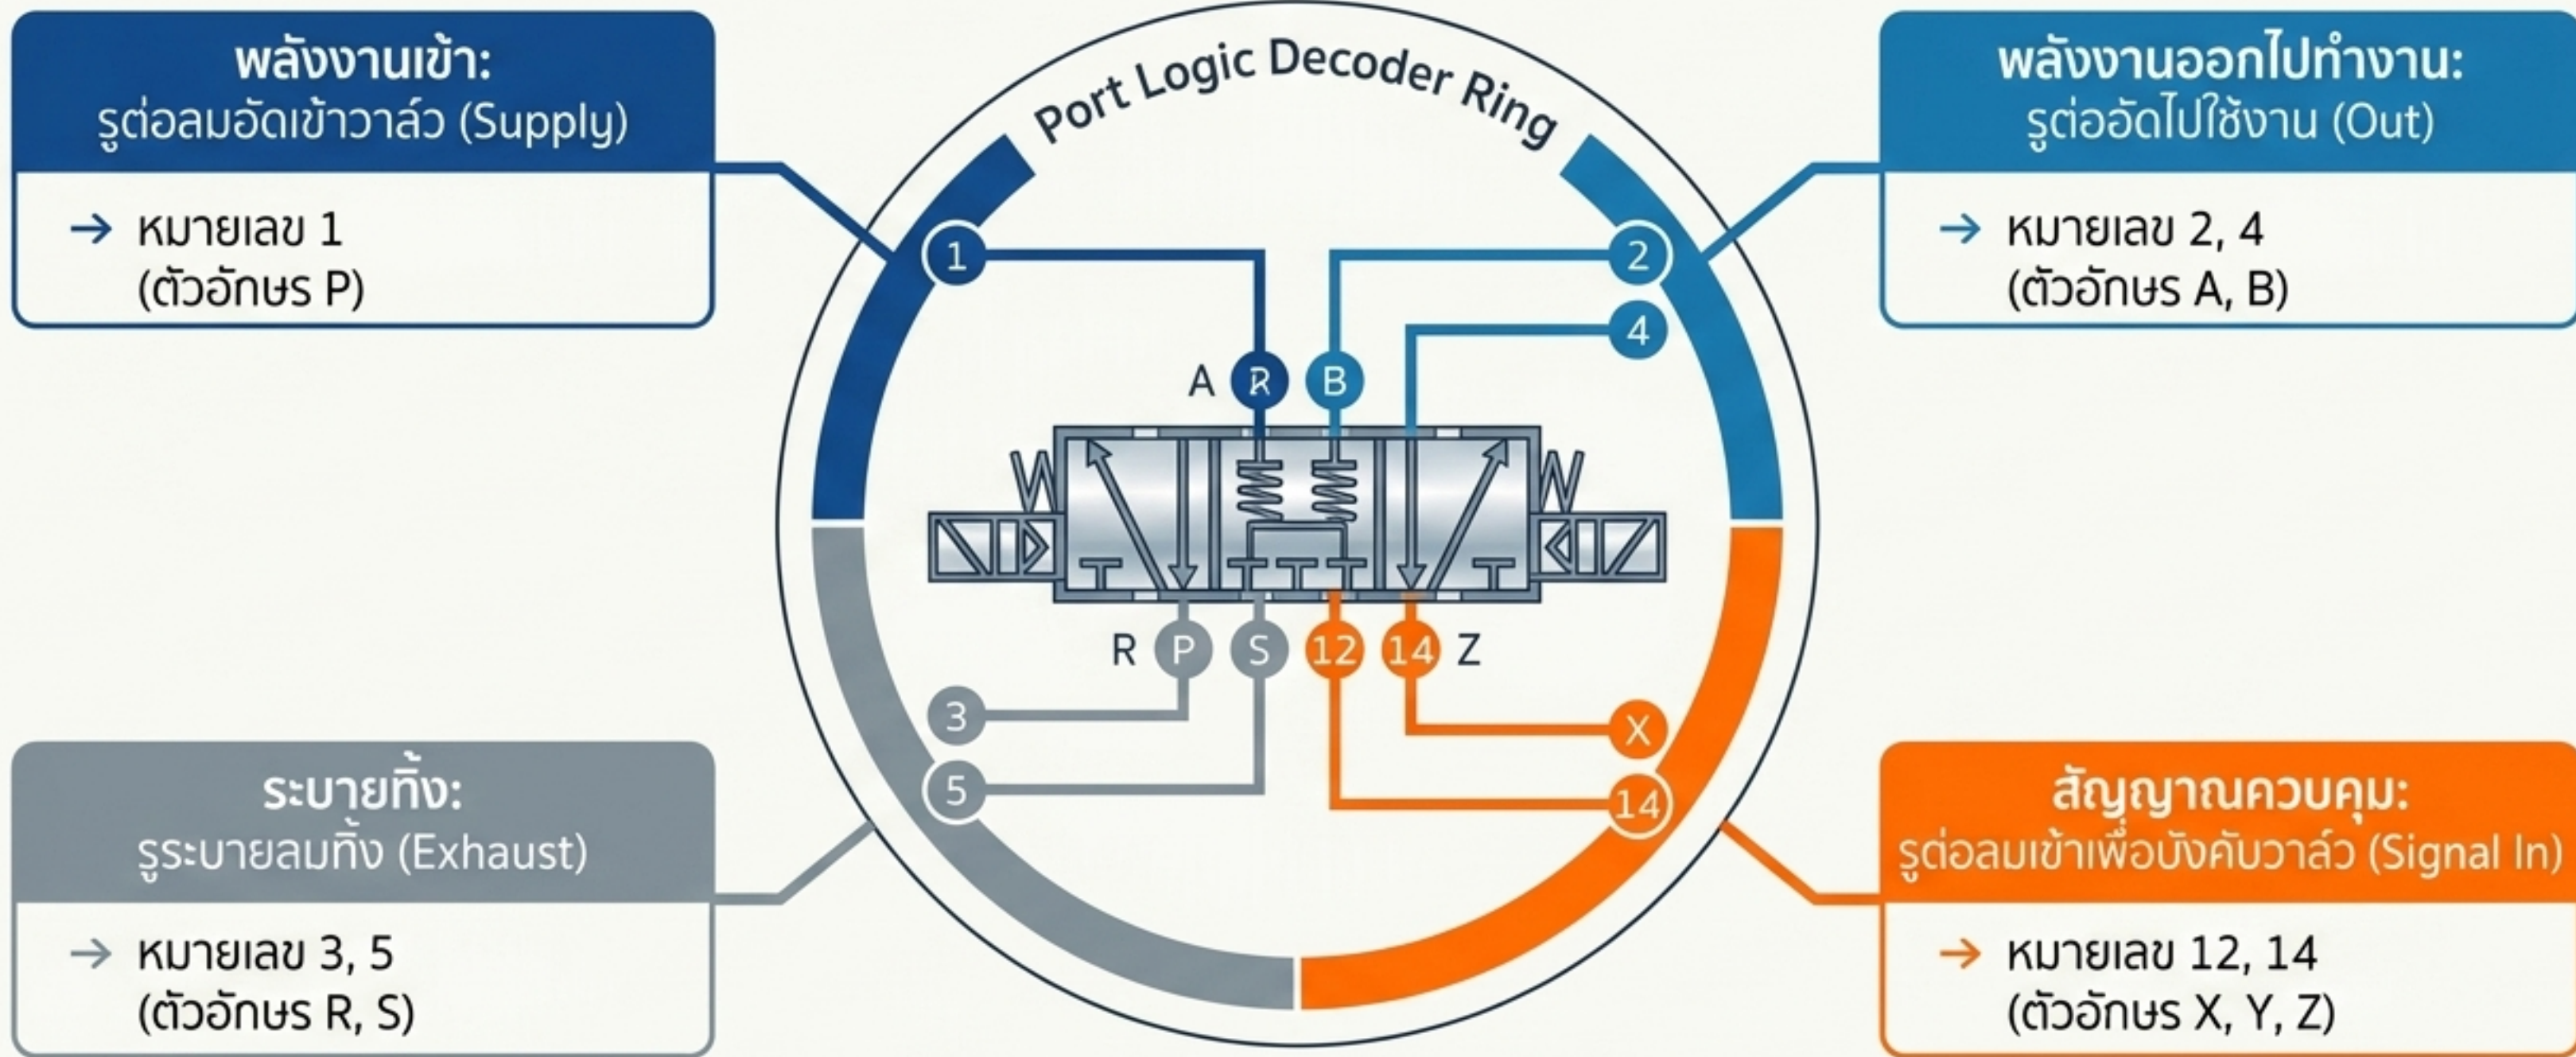 พลังงานเข้า:
รูต่อลมอัดเข้าวาล์ว (Supply)
→ หมายเลข 1
(ตัวอักษร P)
Port Logic Decoder Ring
พลังงานออกไปทำงาน:
รูต่ออัดไปใช้งาน (Out)
→ หมายเลข 2, 4
(ตัวอักษร A, B)
1
2
4
A R B
R P S 12 14 Z
3
X
5
14
ระบายทิ้ง:
รูระบายลมทิ้ง (Exhaust)
→ หมายเลข 3, 5
(ตัวอักษร R, S)
สัญญาณควบคุม:
รูต่อลมเข้าเพื่อบังคับวาล์ว (Signal In)
→ หมายเลข 12, 14
(ตัวอักษร X, Y, Z)